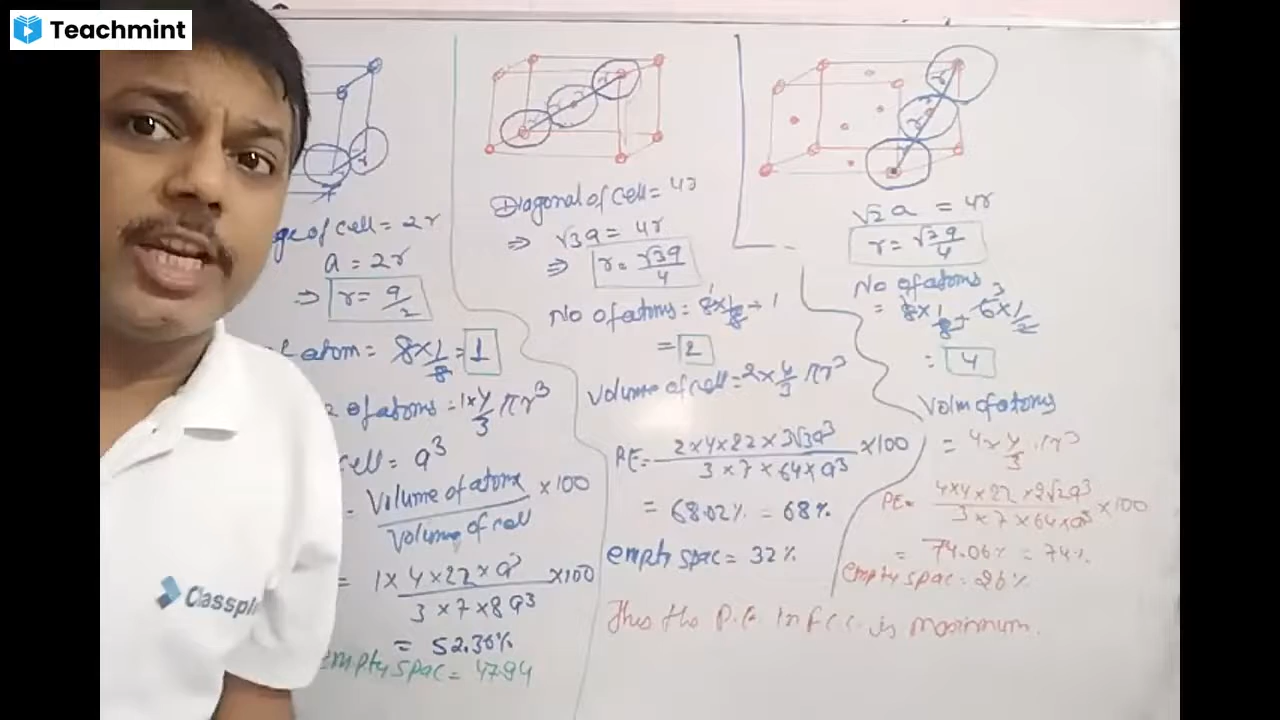 Teachmint
ge of cell = 2r
a = 2r
⇒ r = a/2
f atom = 8×1/8 = 1
e of atoms = 1×4/3 πr³
cell = a³
= Volume of atoms/Volume of cell ×100
= 1×4×22×a³/3×7×8a³ ×100
= 52.36%
empty spac = 47.94
Classpl
Diagonal of cell = 4r
⇒ √3a = 4r
⇒ r = √3a/4
No of atoms = 8×1/8 + 1
= 2
Volume of cell = 2×4/3 πr³
PE = 2×4×22×3√3a³/3×7×64×a³ ×100
= 68.02% = 68%
empty spac = 32%
√2a = 4r
r = √2a/4
No of atoms
= 8×1/8 + 6×1/2
= 4
Volm of atoms
= 4×4/3 πr³
PE = 4×4×22×2√2a³/3×7×64×a³ ×100
= 74.06% = 74%
empty spac = 26%
Thus the P.E. in f.c.c. is maximum.